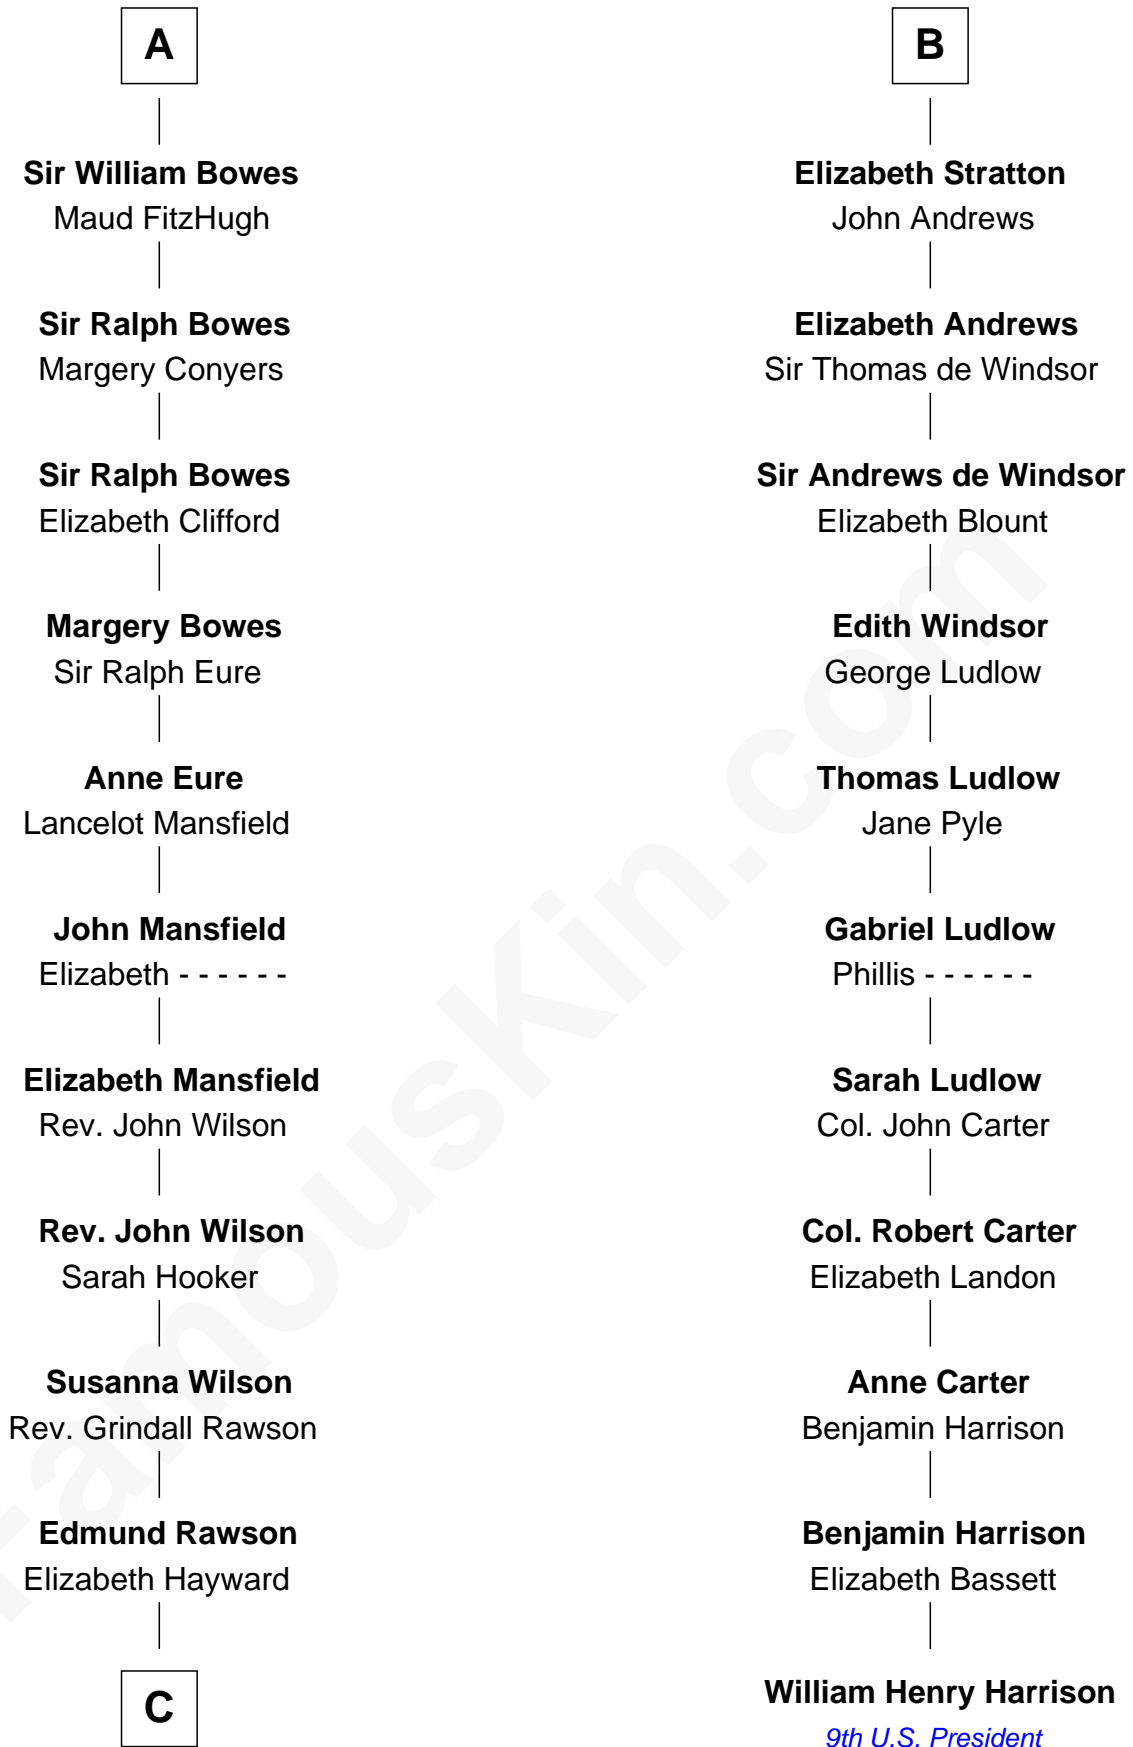 A
Sir William Bowes
Maud FitzHugh
Sir Ralph Bowes
Margery Conyers
Sir Ralph Bowes
Elizabeth Clifford
Margery Bowes
Sir Ralph Eure
Anne Eure
Lancelot Mansfield
John Mansfield
Elizabeth - - - - - -
Elizabeth Mansfield
Rev. John Wilson
Rev. John Wilson
Sarah Hooker
Susanna Wilson
Rev. Grindall Rawson
Edmund Rawson
Elizabeth Hayward
C
B
Elizabeth Stratton
John Andrews
Elizabeth Andrews
Sir Thomas de Windsor
Sir Andrews de Windsor
Elizabeth Blount
Edith Windsor
George Ludlow
Thomas Ludlow
Jane Pyle
Gabriel Ludlow
Phillis - - - - - -
Sarah Ludlow
Col. John Carter
Col. Robert Carter
Elizabeth Landon
Anne Carter
Benjamin Harrison
Benjamin Harrison
Elizabeth Bassett
William Henry Harrison
9th U.S. President
FamousKin.com